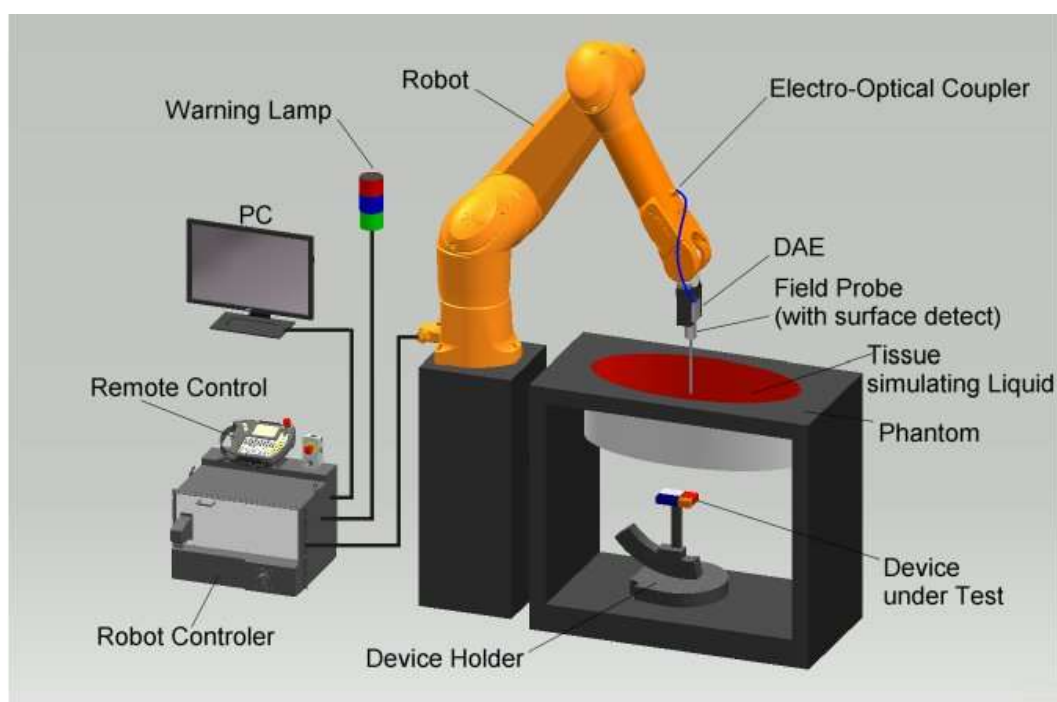 Robot
Electro-Optical Coupler
Warning Lamp
PC
DAE
Field Probe
(with surface detect)
Tissue
simulating Liquid
Remote Control
Phantom
Device
under Test
Robot Controler
Device Holder